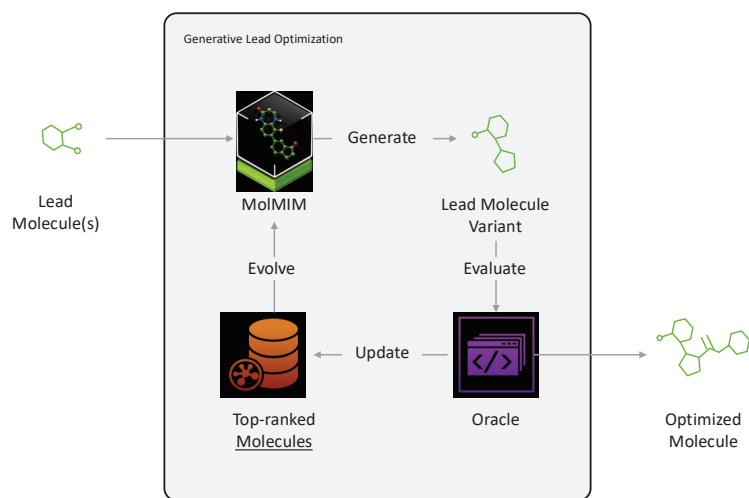 Generative Lead Optimization
Generate
Lead
Molecule(s)
MolMIM
Lead Molecule
Variant
Evolve
Evaluate
Update
</>
Top-ranked
Molecules
Oracle
Optimized
Molecule